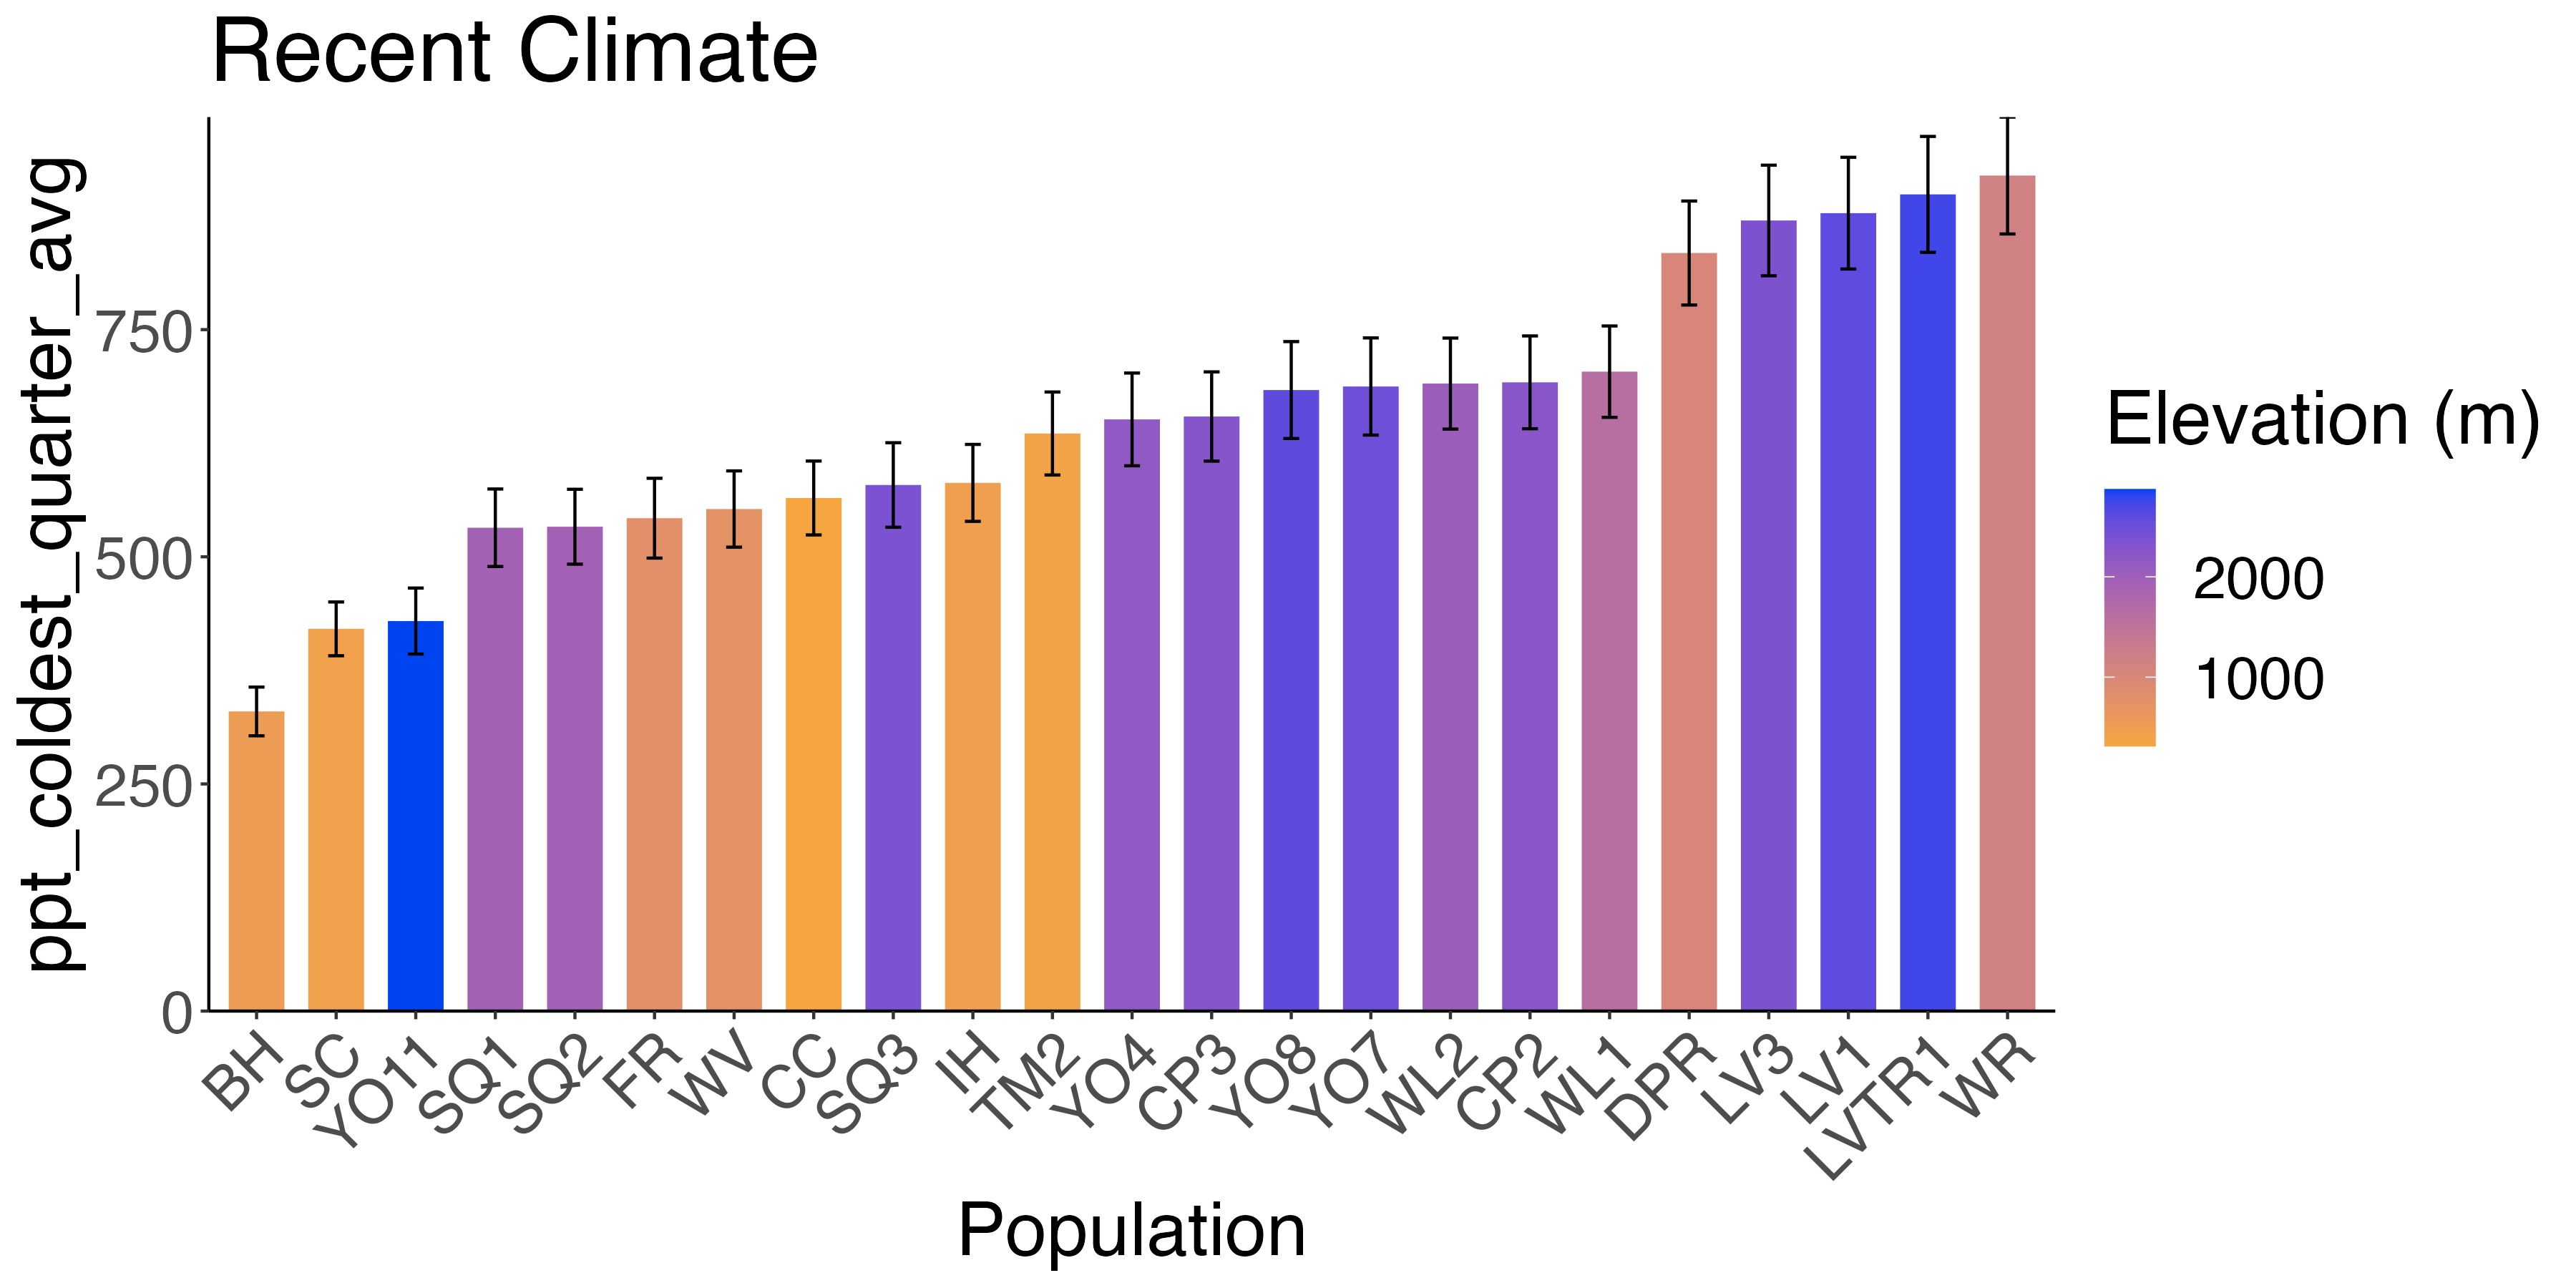 Recent Climate
ppt_coldest_quarter_avg
750
500
250
0
BH
SC
YO11
SQ1
SQ2
FR
WV
CC
SQ3
IH
TM2
YO4
CP3
YO8
YO7
WL2
CP2
WL1
DPR
LV3
LV1
LVTR1
WR
Population
Elevation (m)
2000
1000